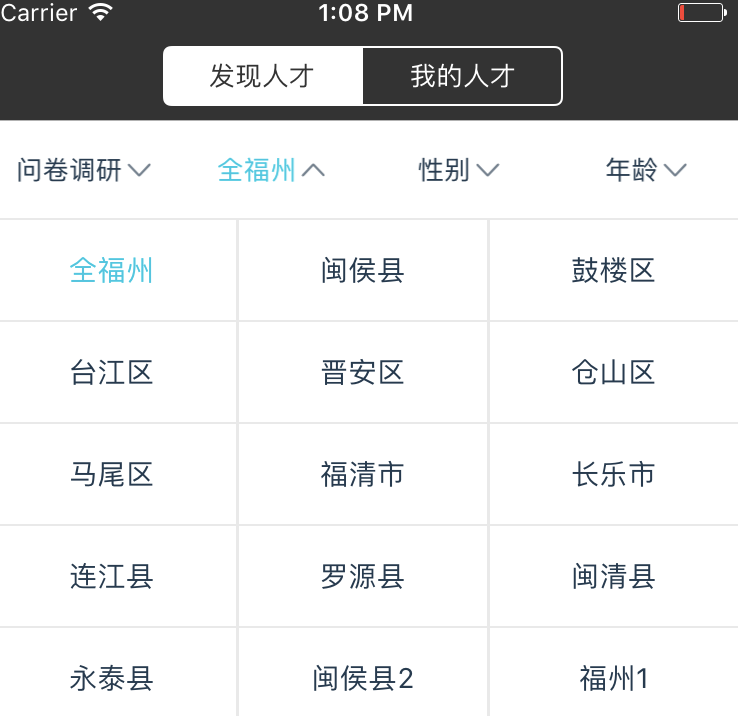 Carrier 1:08 PM
发现人才 我的人才
问卷调研 全福州 性别 年龄
全福州 闽侯县 鼓楼区
台江区 晋安区 仓山区
马尾区 福清市 长乐市
连江县 罗源县 闽清县
永泰县 闽侯县2 福州1